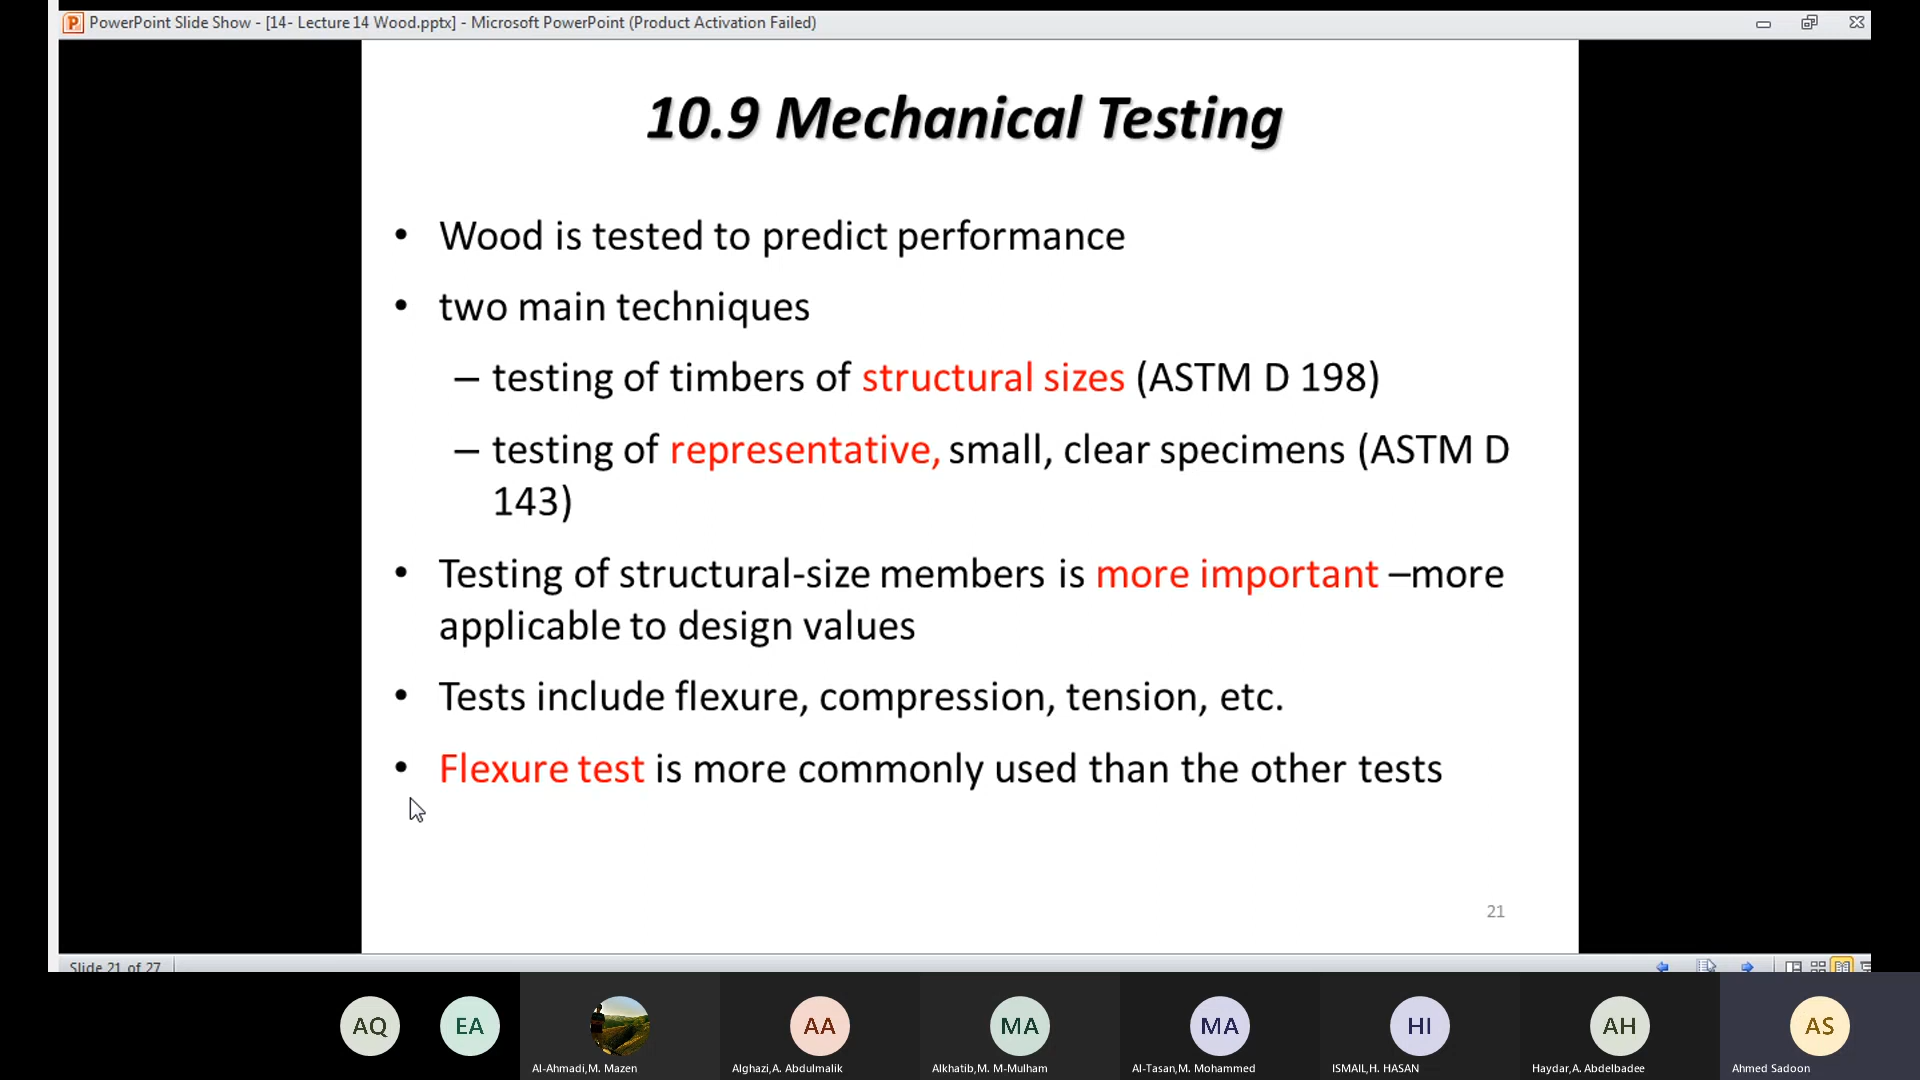 PowerPoint Slide Show - [14- Lecture 14 Wood.pptx] - Microsoft PowerPoint (Product Activation Failed)
10.9 Mechanical Testing
• Wood is tested to predict performance
• two main techniques
– testing of timbers of structural sizes (ASTM D 198)
– testing of representative, small, clear specimens (ASTM D
143)
• Testing of structural-size members is more important –more
applicable to design values
• Tests include flexure, compression, tension, etc.
• Flexure test is more commonly used than the other tests
21
Slide 21 of 27
AQ EA AA MA MA HI AH AS
Al-Ahmadi,M. Mazen Alghazi,A. Abdulmalik Alkhatib,M. M-Mulham Al-Tasan,M. Mohammed ISMAIL,H. HASAN Haydar,A. Abdelbadee Ahmed Sadoon